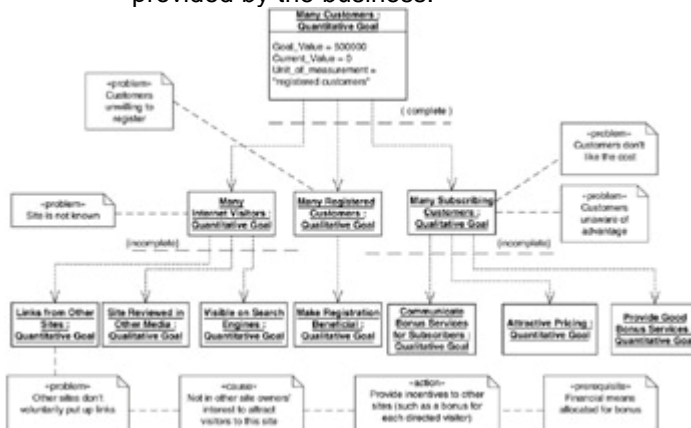 provided by the business.
Many Customers :
Quantitative Goal
Goal_Value = 500000
Current_Value = 0
Unit_of_measurement =
"registered customers"
«problem»
Customers
unwilling to
register
{ complete }
«problem»
Customers don't
like the cost
«problem»
Site is not known
Many
Internet Visitors :
Quantitative Goal
Many Registered
Customers :
Qualitative Goal
Many Subscribing
Customers :
Qualitative Goal
«problem»
Customers
unaware of
advantage
{incomplete}
{incomplete}
Links from Other
Sites :
Quantitative Goal
Site Reviewed in
Other Media :
Qualitative Goal
Visible on Search
Engines :
Quantitative Goal
Make Registration
Beneficial :
Qualitative Goal
Communicate
Bonus Services
for Subscribers :
Qualitative Goal
Attractive Pricing :
Quantitative Goal
Provide Good
Bonus Services :
Quantitative Goal
«problem»
Other sites don't
voluntarily put up links
«cause»
Not in other site owners'
interest to attract
visitors to this site
«action»
Provide incentives to other
sites (such as a bonus for
each directed visitor)
«prerequisite»
Financial means
allocated for bonus